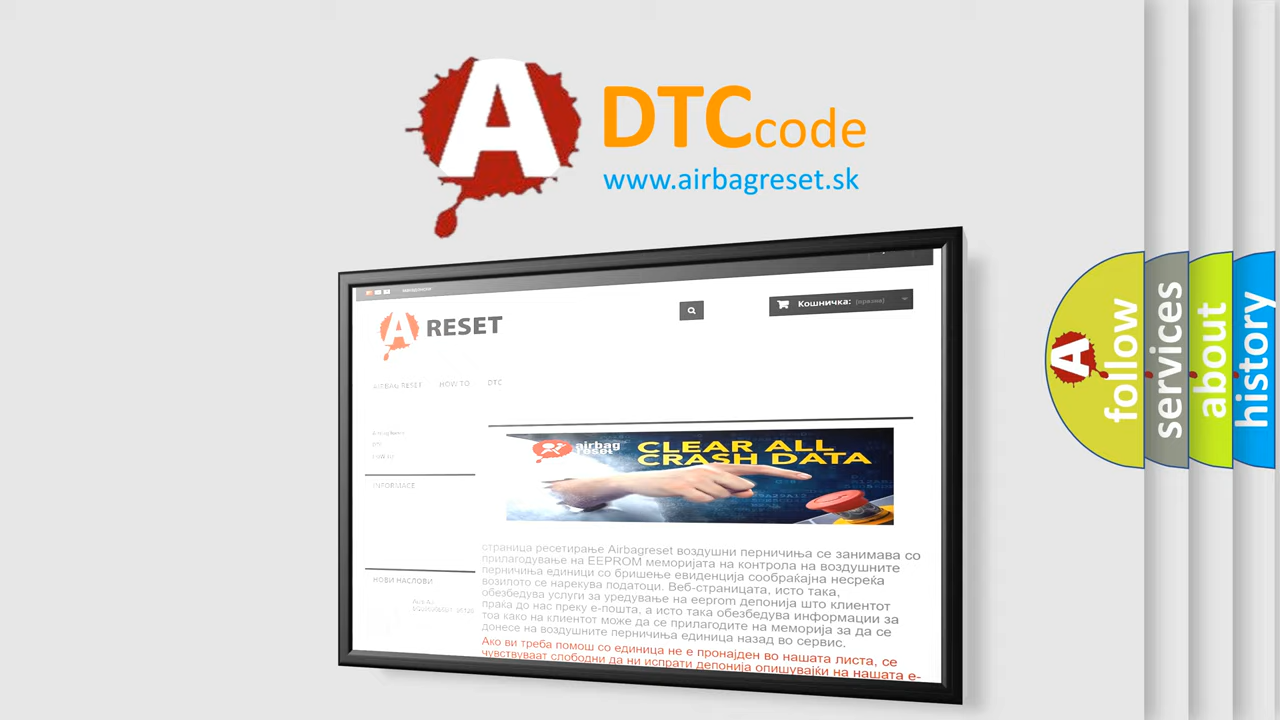 A DTCcode
www.airbagreset.sk
Кошничка: (празна)
A RESET
AIRBAG RESET HOW TO DTC
INFORMACE
airbag reset CLEAR ALL CRASH DATA
страница ресетирање Airbagreset воздушни перничиња се занимава со
прилагодување на EEPROM меморијата на контрола на воздушните
перничиња единици со бришење евиденција сообраќајна несреќа
возилото се нарекува податоци. Веб-страницата, исто така,
обезбедува услуги за уредување на eeprom депонија што клиентот
праќа до нас преку е-пошта, а исто така обезбедува информации за
тоа како на клиентот може да се прилагодите на меморија за да се
донесе на воздушните перничиња единица назад во сервис.
Ако ви треба помош со единица не е пронајден во нашата листа, се
чувствуваат слободни да ни испрати депонија опишувајќи на нашата е-
НОВИ НАСЛОВИ
A follow
services
about
history